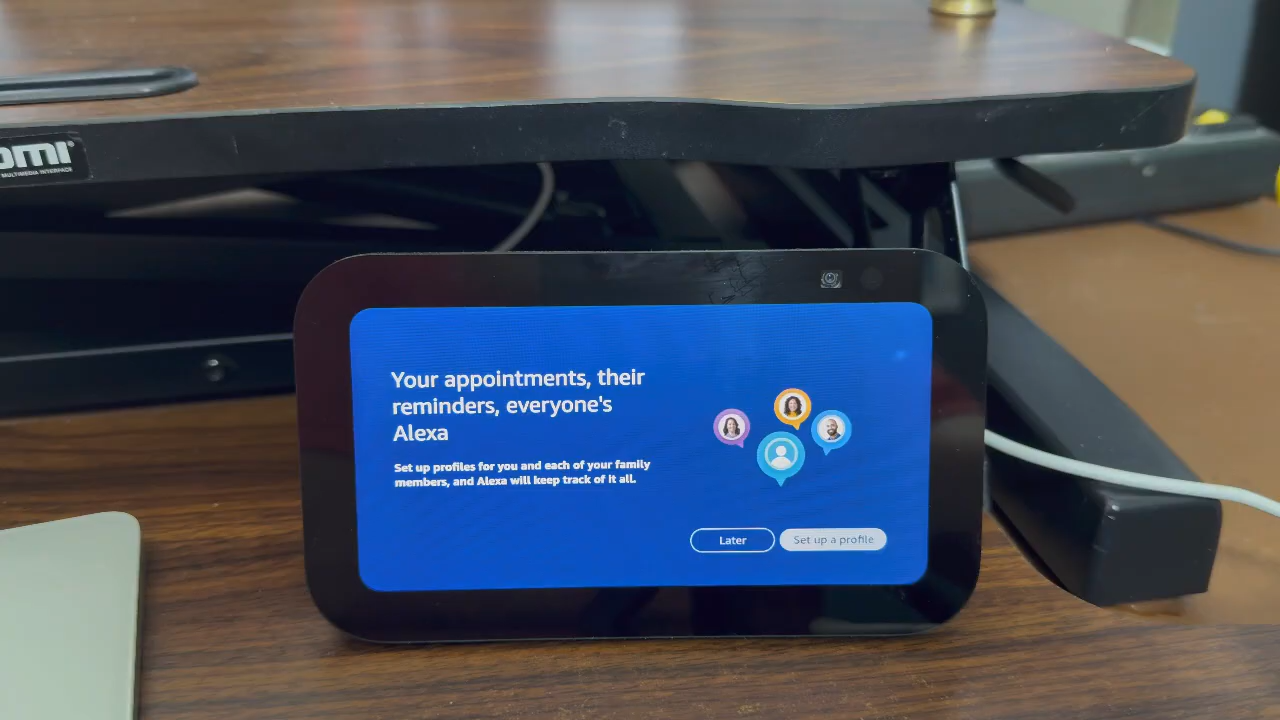 omi
MULTIMEDIA INTERFACE
Your appointments, their
reminders, everyone's
Alexa
Set up profiles for you and each of your family
members, and Alexa will keep track of it all.
Later
Set up a profile